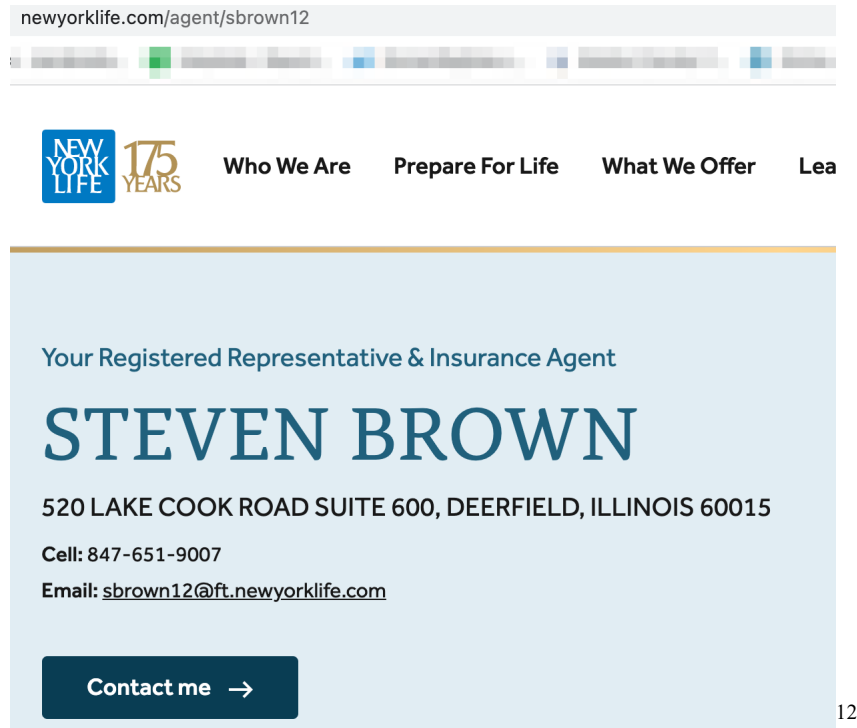 newyorklife.com/agent/sbrown12
NEW
YORK
LIFE
175
YEARS
Who We Are Prepare For Life What We Offer Lea
Your Registered Representative & Insurance Agent
STEVEN BROWN
520 LAKE COOK ROAD SUITE 600, DEERFIELD, ILLINOIS 60015
Cell: 847-651-9007
Email: sbrown12@ft.newyorklife.com
Contact me →
12